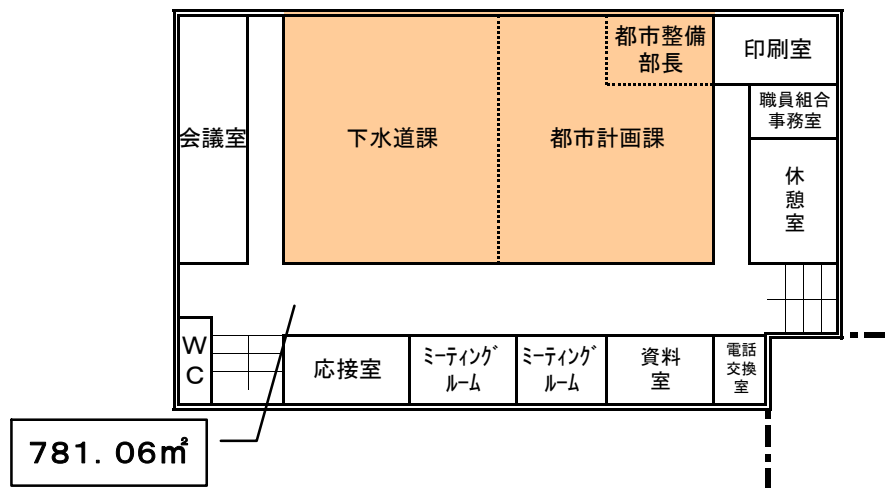 都市整備
部長
印刷室
職員組合
事務室
会議室
下水道課
都市計画課
休
憩
室
W
C
応接室
ﾐｰﾃｨﾝｸﾞ
ﾙｰﾑ
ﾐｰﾃｨﾝｸﾞ
ﾙｰﾑ
資料
室
電話
交換
室
781．06㎡